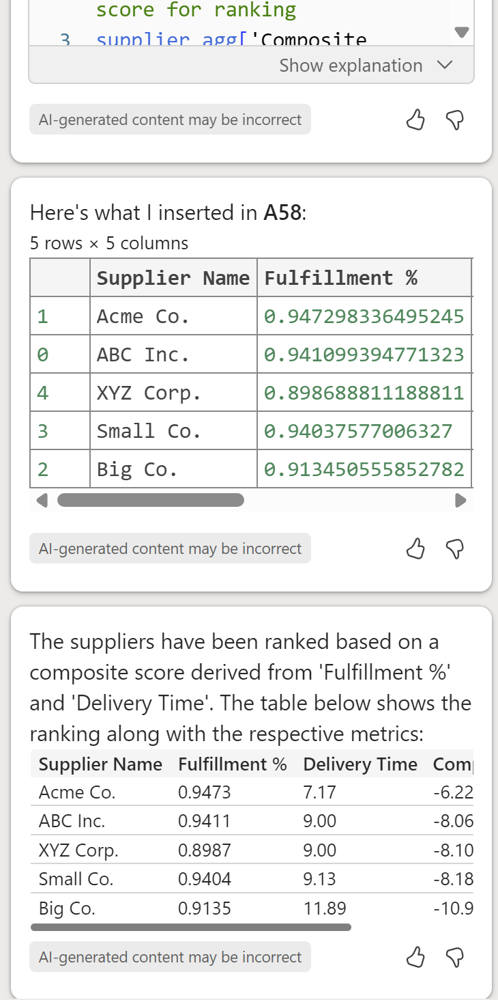 score for ranking
3 supplier_agg['Composite
Show explanation
AI-generated content may be incorrect
Here's what I inserted in A58:
5 rows × 5 columns
Supplier Name Fulfillment %
1 Acme Co. 0.947298336495245
0 ABC Inc. 0.941099394771323
4 XYZ Corp. 0.898688811188811
3 Small Co. 0.94037577006327
2 Big Co. 0.913450555852782
AI-generated content may be incorrect
The suppliers have been ranked based on a
composite score derived from 'Fulfillment %'
and 'Delivery Time'. The table below shows the
ranking along with the respective metrics:
Supplier Name Fulfillment % Delivery Time Com
Acme Co. 0.9473 7.17 -6.22
ABC Inc. 0.9411 9.00 -8.06
XYZ Corp. 0.8987 9.00 -8.10
Small Co. 0.9404 9.13 -8.18
Big Co. 0.9135 11.89 -10.9
AI-generated content may be incorrect